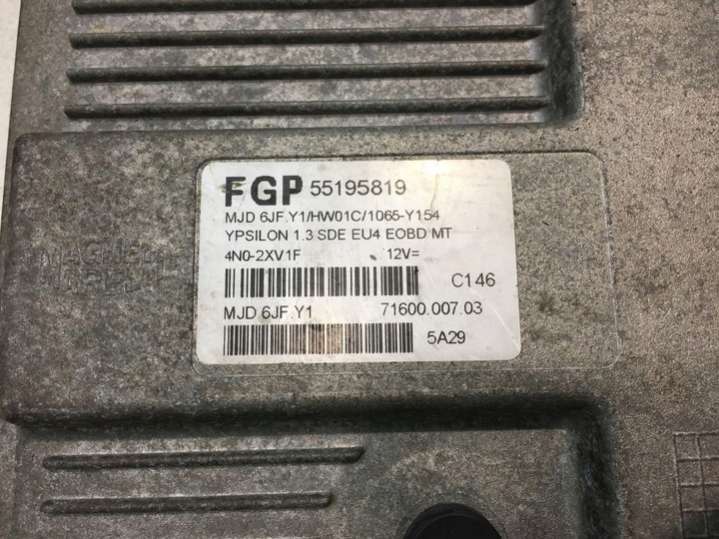 FGP 55195819
MJD 6JF.Y1/HW01C/1065-Y154
YPSILON 1.3 SDE EU4 EOBD MT
4N0-2XV1F 12V=
C146
MJD 6JF.Y1 71600.007.03
5A29